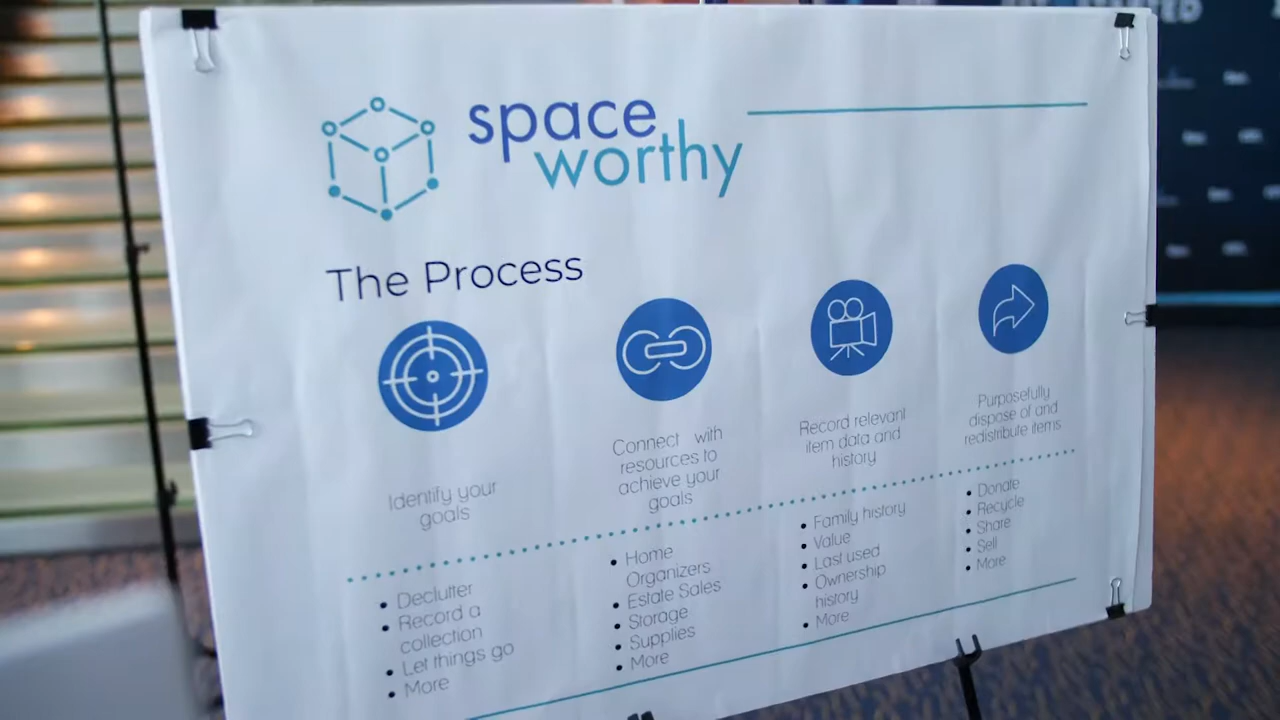 space
worthy
The Process
Identify your
goals
Connect with
resources to
achieve your
goals
Record relevant
item data and
history
Purposefully
dispose of and
redistribute items
• Declutter
• Record a
collection
• Let things go
• More
• Home
Organizers
• Estate Sales
• Storage
• Supplies
• More
• Family history
• Value
• Last used
• Ownership
history
• More
• Donate
• Recycle
• Share
• Sell
• More